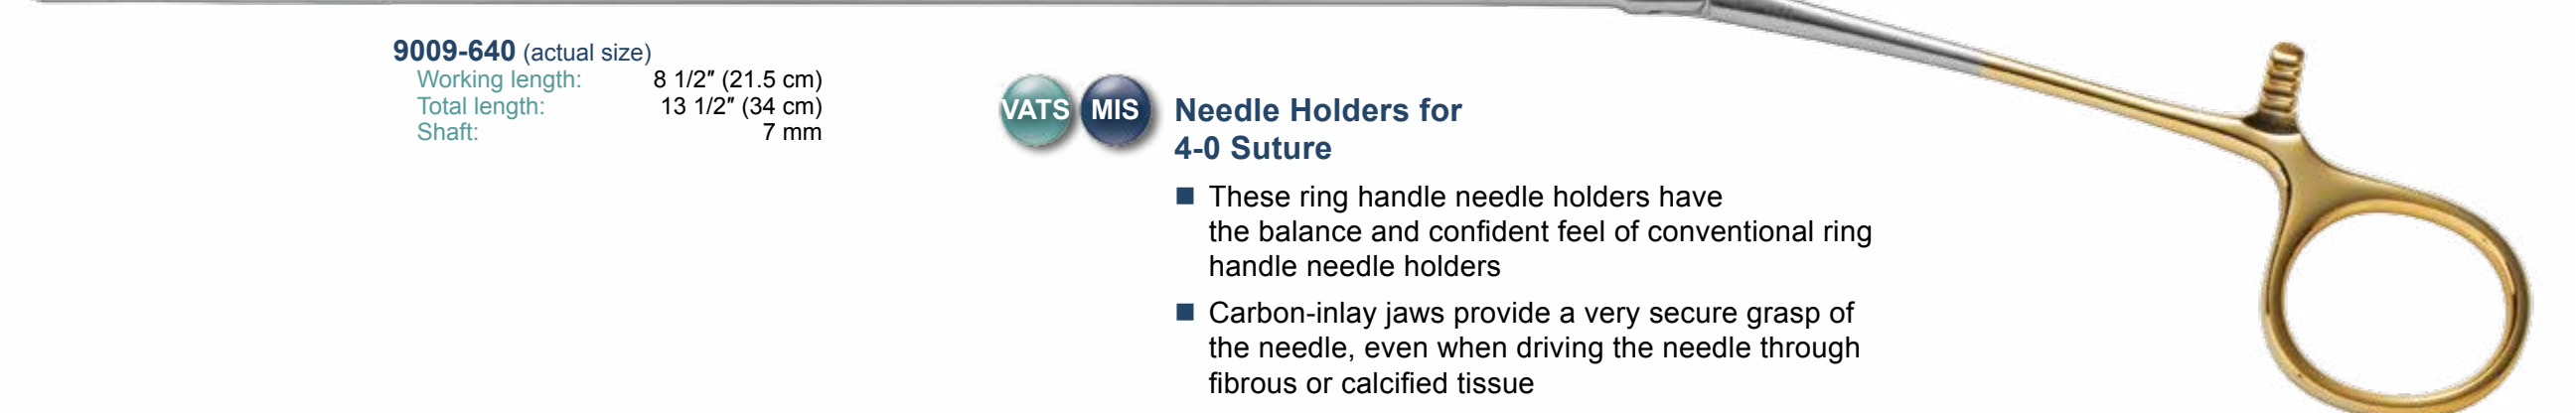 9009-640 (actual size)
Working length: 8 1/2″ (21.5 cm)
Total length: 13 1/2″ (34 cm)
Shaft: 7 mm
VATS MIS
Needle Holders for
4-0 Suture
■ These ring handle needle holders have
the balance and confident feel of conventional ring
handle needle holders
■ Carbon-inlay jaws provide a very secure grasp of
the needle, even when driving the needle through
fibrous or calcified tissue